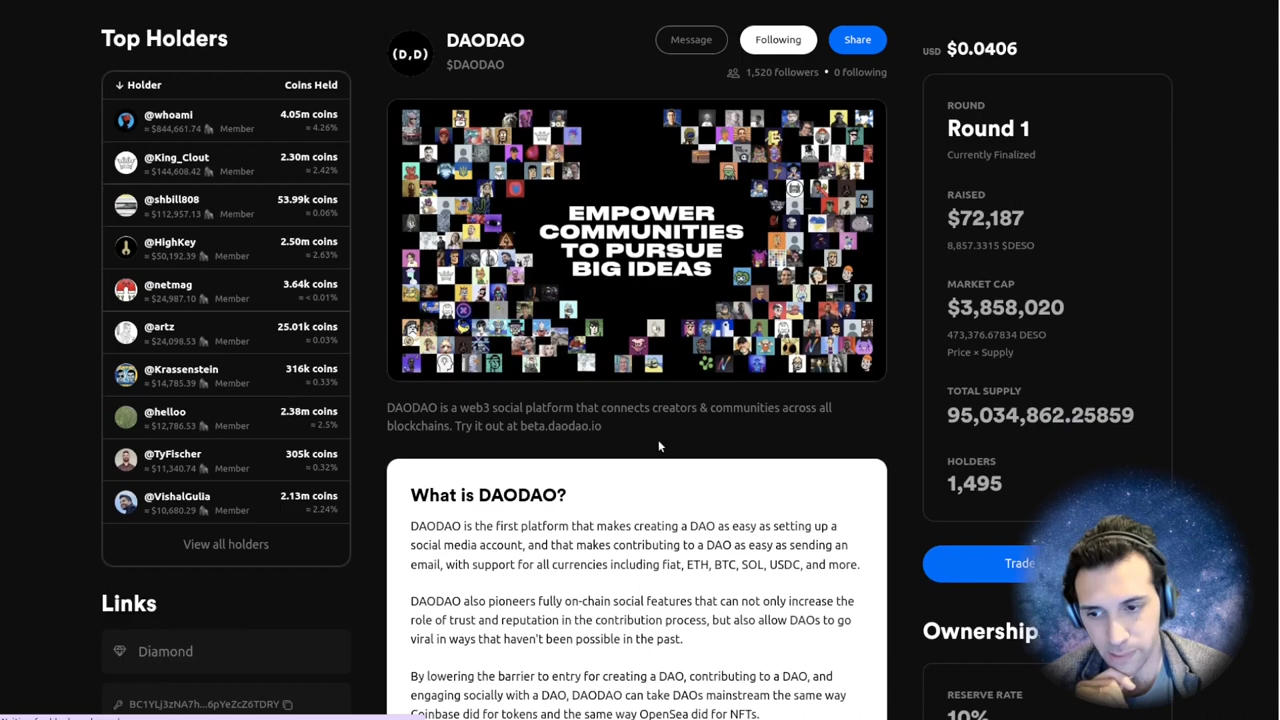 Top Holders
↓ Holder Coins Held
@whoami 4.05m coins
≈ $844,661.74 Member ≈ 4.26%
@King_Clout 2.30m coins
≈ $144,608.42 Member ≈ 2.42%
@shbill808 53.99k coins
≈ $112,957.13 Member ≈ 0.06%
@HighKey 2.50m coins
≈ $50,192.39 Member ≈ 2.63%
@netmag 3.64k coins
≈ $24,987.10 Member ≈ < 0.01%
@artz 25.01k coins
≈ $24,098.53 Member ≈ 0.03%
@Krassenstein 316k coins
≈ $14,785.39 Member ≈ 0.33%
@helloo 2.38m coins
≈ $12,786.53 Member ≈ 2.5%
@TyFischer 305k coins
≈ $11,340.74 Member ≈ 0.32%
@VishalGulia 2.13m coins
≈ $10,680.29 Member ≈ 2.24%
View all holders
Links
Diamond
BC1YLj3zNA7h...6pYeZcZ6TDRY
(D,D)
DAODAO
$DAODAO
Message Following Share
1,520 followers • 0 following
EMPOWER
COMMUNITIES
TO PURSUE
BIG IDEAS
DAODAO is a web3 social platform that connects creators & communities across all
blockchains. Try it out at beta.daodao.io
What is DAODAO?
DAODAO is the first platform that makes creating a DAO as easy as setting up a
social media account, and that makes contributing to a DAO as easy as sending an
email, with support for all currencies including fiat, ETH, BTC, SOL, USDC, and more.
DAODAO also pioneers fully on-chain social features that can not only increase the
role of trust and reputation in the contribution process, but also allow DAOs to go
viral in ways that haven't been possible in the past.
By lowering the barrier to entry for creating a DAO, contributing to a DAO, and
engaging socially with a DAO, DAODAO can take DAOs mainstream the same way
Coinbase did for tokens and the same way OpenSea did for NFTs.
USD $0.0406
ROUND
Round 1
Currently Finalized
RAISED
$72,187
8,857.3315 $DESO
MARKET CAP
$3,858,020
473,376.67834 DESO
Price × Supply
TOTAL SUPPLY
95,034,862.25859
HOLDERS
1,495
Trade
Ownership
RESERVE RATE
10%